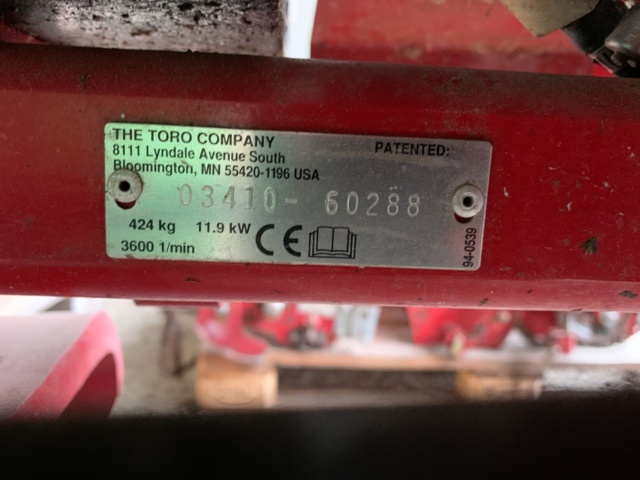 THE TORO COMPANY
PATENTED:
8111 Lyndale Avenue South
Bloomington, MN 55420-1196 USA
03410- 60288
424 kg 11.9 kW
CE
3600 1/min
94-0539